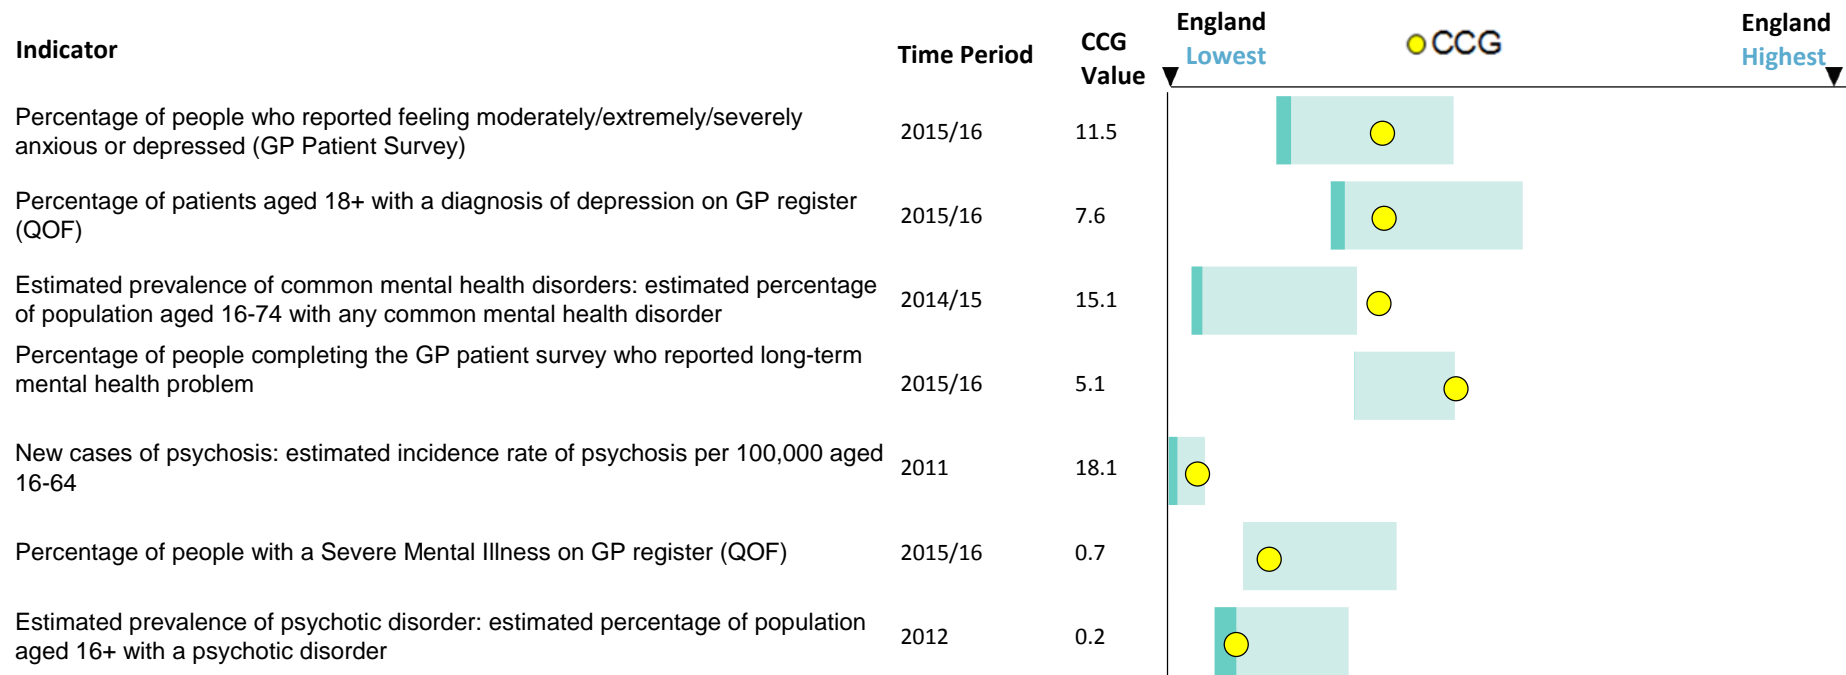 Indicator
Time Period
CCG
Value
England
Lowest
CCG
England
Highest
Percentage of people who reported feeling moderately/extremely/severely
anxious or depressed (GP Patient Survey)
2015/16
11.5
Percentage of patients aged 18+ with a diagnosis of depression on GP register
(QOF)
2015/16
7.6
Estimated prevalence of common mental health disorders: estimated percentage
of population aged 16-74 with any common mental health disorder
2014/15
15.1
Percentage of people completing the GP patient survey who reported long-term
mental health problem
2015/16
5.1
New cases of psychosis: estimated incidence rate of psychosis per 100,000 aged
16-64
2011
18.1
Percentage of people with a Severe Mental Illness on GP register (QOF)
2015/16
0.7
Estimated prevalence of psychotic disorder: estimated percentage of population
aged 16+ with a psychotic disorder
2012
0.2